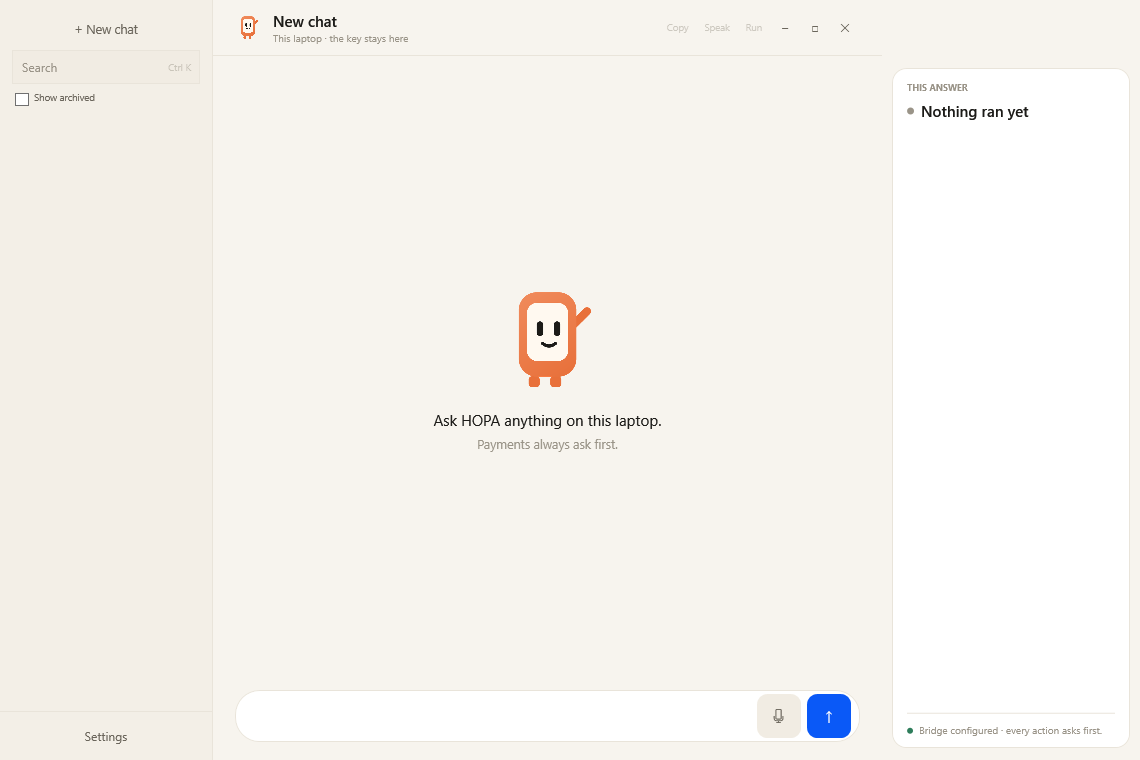 + New chat
Search
Ctrl K
Show archived
Settings
New chat
This laptop · the key stays here
Copy
Speak
Run
Ask HOPA anything on this laptop.
Payments always ask first.
THIS ANSWER
Nothing ran yet
Bridge configured · every action asks first.